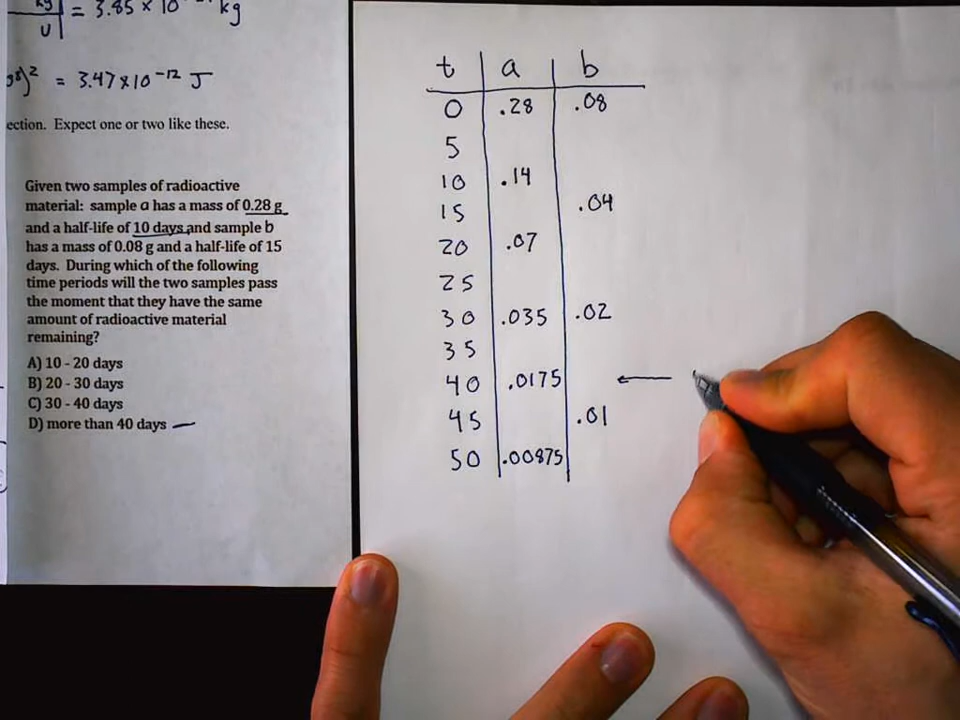 kg = 3.85 × 10 kg
u
)² = 3.47×10⁻¹² J
ection. Expect one or two like these.
Given two samples of radioactive
material: sample a has a mass of 0.28 g
and a half-life of 10 days and sample b
has a mass of 0.08 g and a half-life of 15
days. During which of the following
time periods will the two samples pass
the moment that they have the same
amount of radioactive material
remaining?
A) 10 - 20 days
B) 20 - 30 days
C) 30 - 40 days
D) more than 40 days
t a b
0 .28 .08
5
10 .14
15 .04
20 .07
25
30 .035 .02
35
40 .0175
45 .01
50 .00875